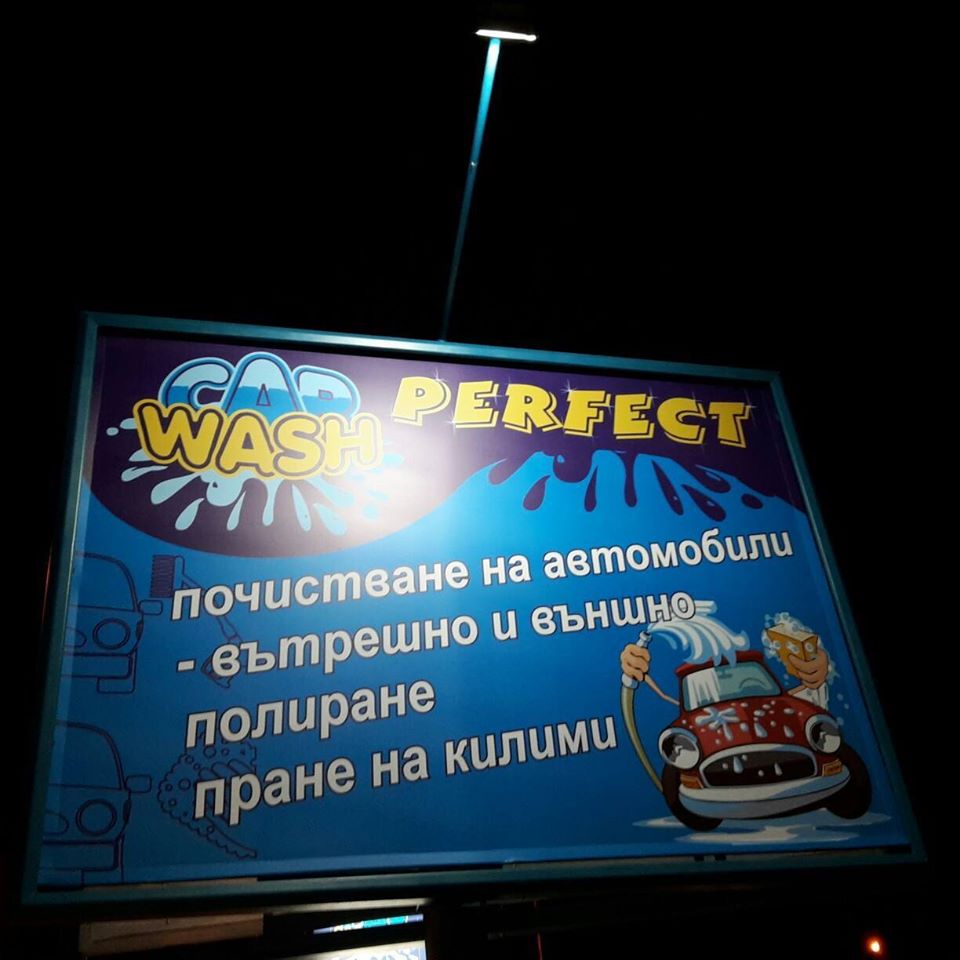 CAR
WASH
PERFECT
почистване на автомобили
- вътрешно и външно
полиране
пране на килими